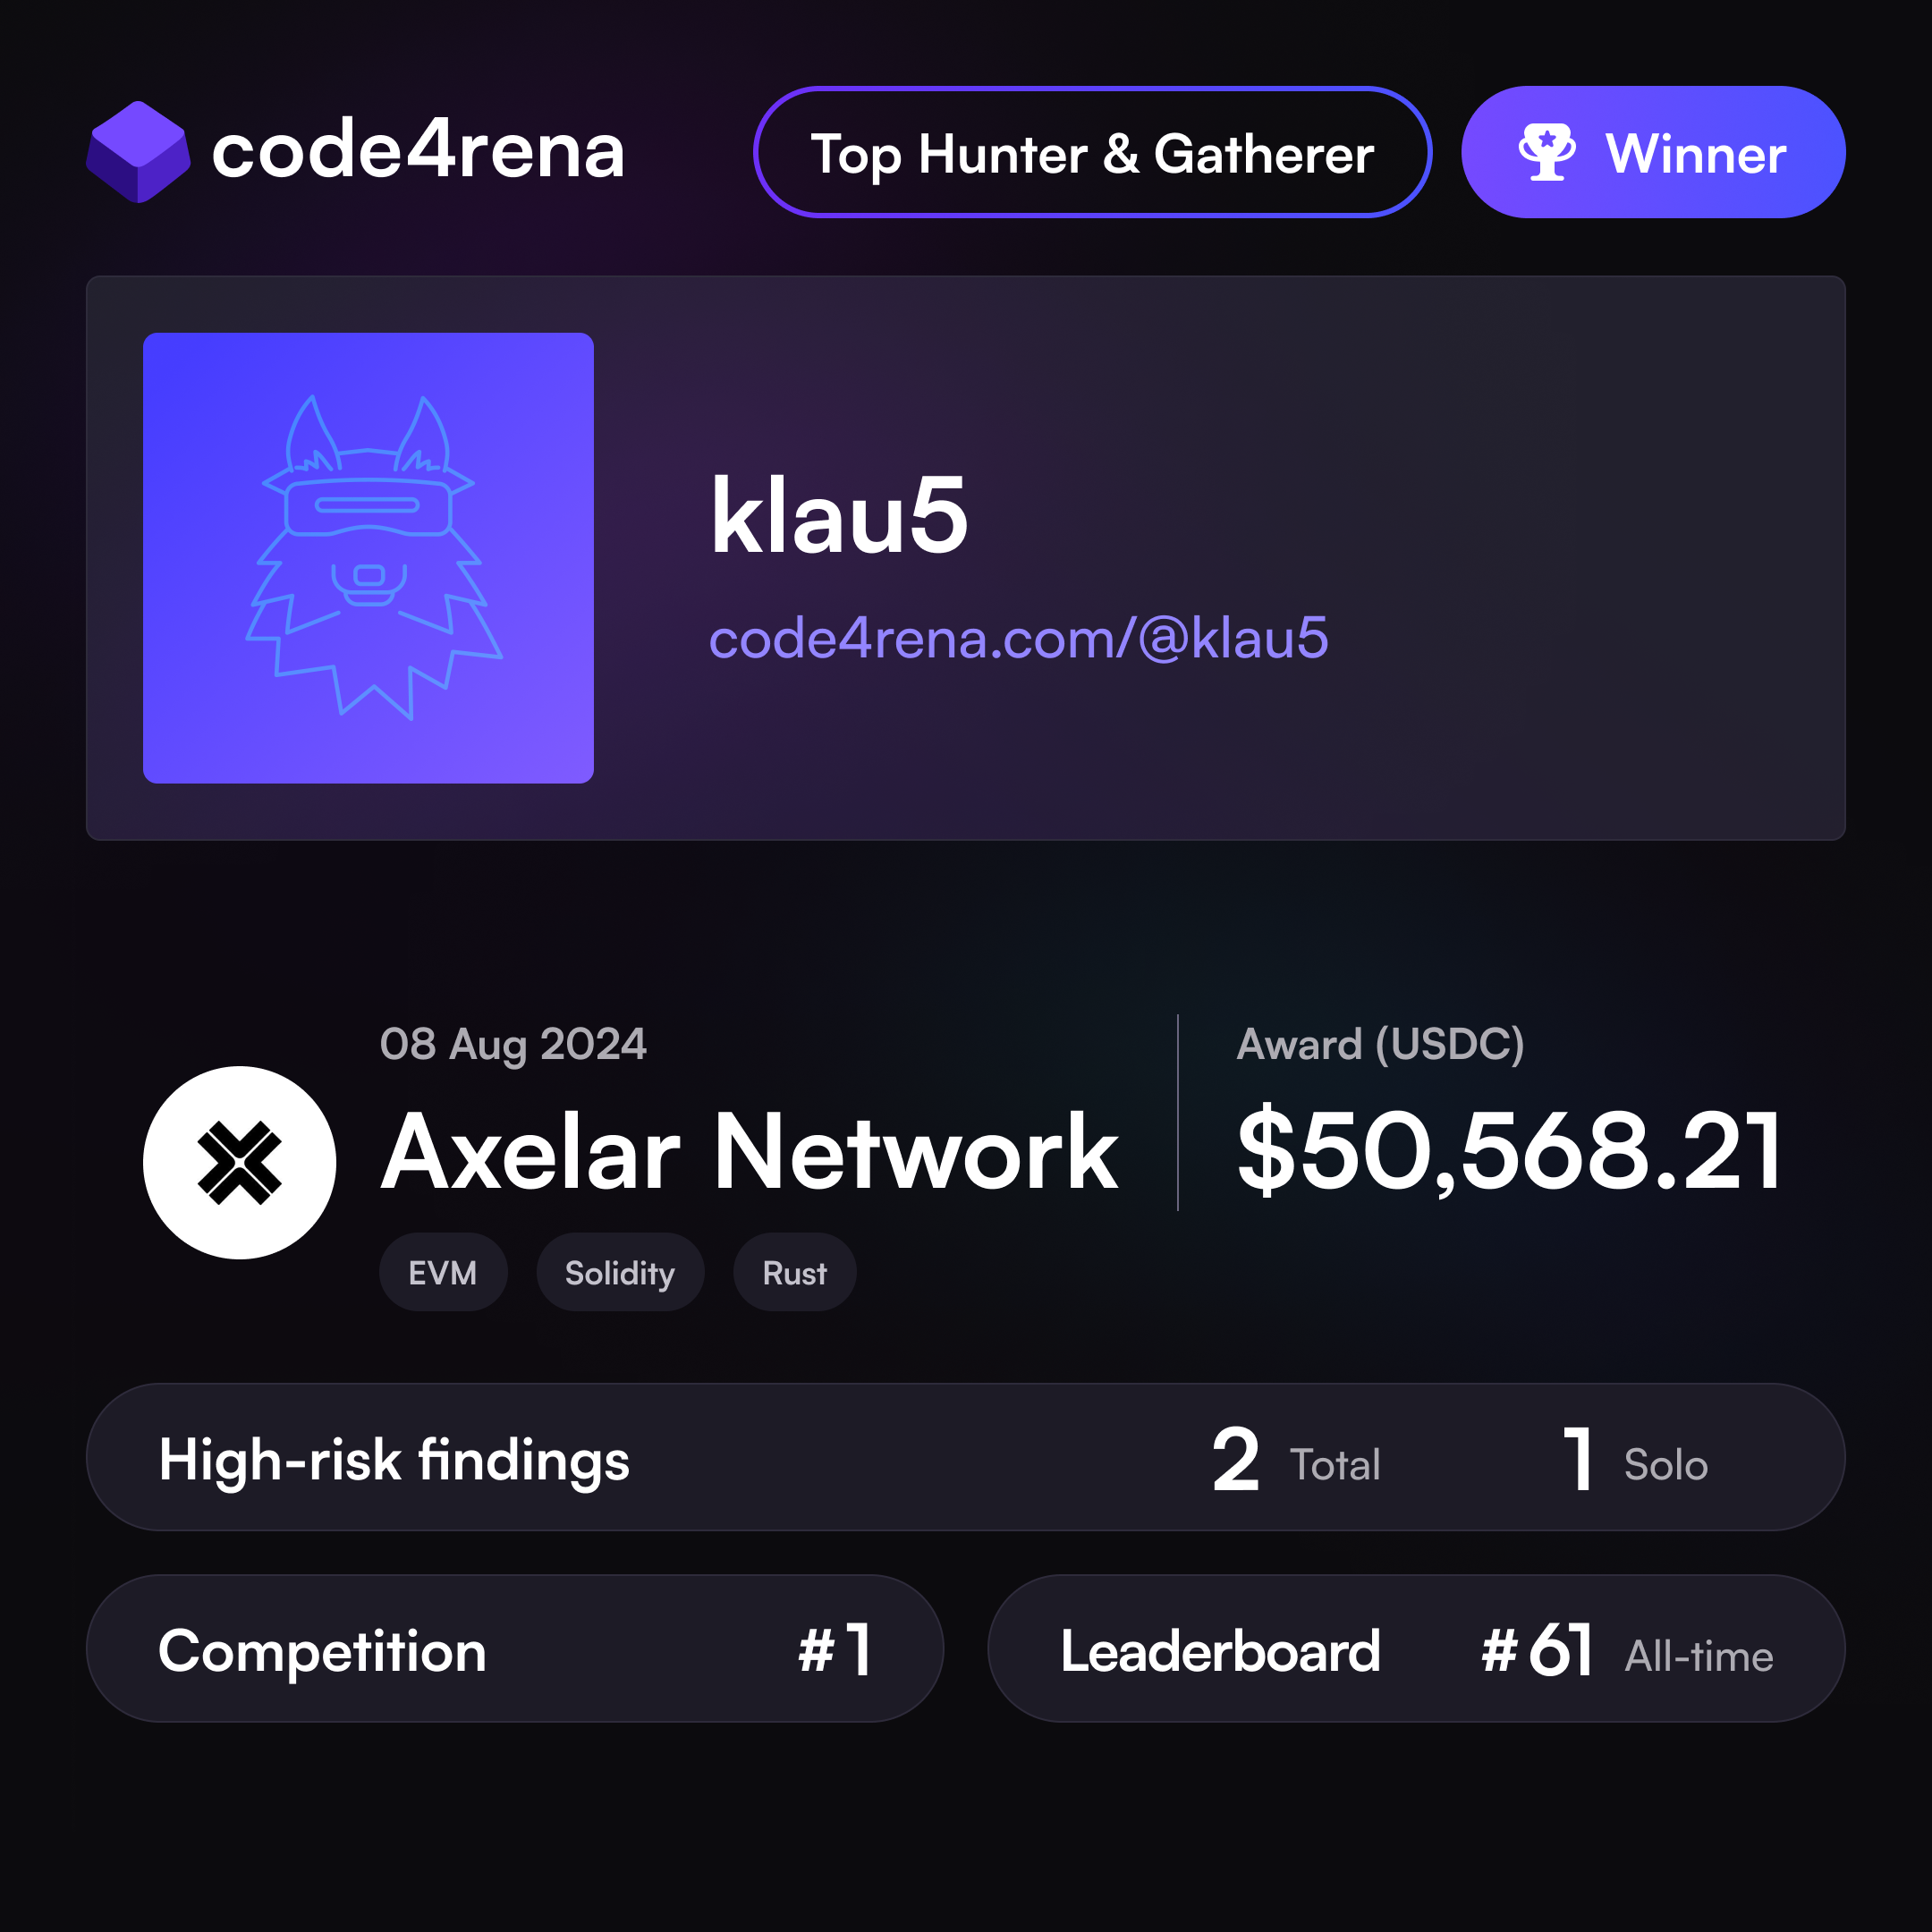 code4rena
Top Hunter & Gatherer
Winner
klau5
code4rena.com/@klau5
08 Aug 2024
Axelar Network
EVM Solidity Rust
Award (USDC)
$50,568.21
High-risk findings 2 Total 1 Solo
Competition #1
Leaderboard #61 All-time